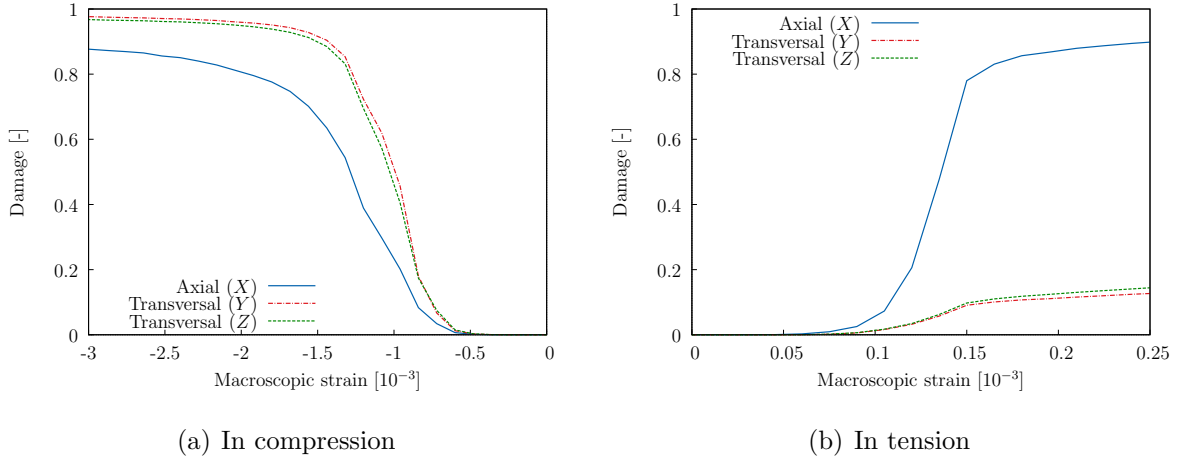 1
0.8
0.6
0.4
0.2
0
Damage [-]
Axial (X)
Transversal (Y)
Transversal (Z)
-3 -2.5 -2 -1.5 -1 -0.5 0
Macroscopic strain [10⁻³]
(a) In compression
1
0.8
0.6
0.4
0.2
0
Damage [-]
Axial (X)
Transversal (Y)
Transversal (Z)
0 0.05 0.1 0.15 0.2 0.25
Macroscopic strain [10⁻³]
(b) In tension